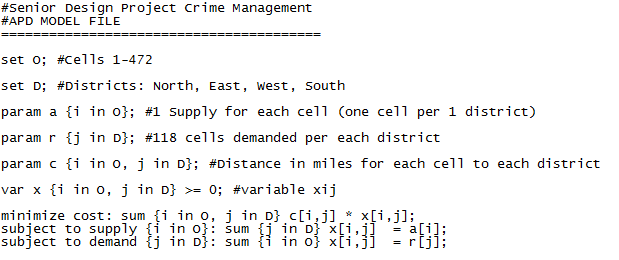 #Senior Design Project Crime Management
#APD MODEL FILE
========================================
set O; #Cells 1-472
set D; #Districts: North, East, West, South
param a {i in O}; #1 Supply for each cell (one cell per 1 district)
param r {j in D}; #118 cells demanded per each district
param c {i in O, j in D}; #Distance in miles for each cell to each district
var x {i in O, j in D} >= 0; #variable xij
minimize cost: sum {i in O, j in D} c[i,j] * x[i,j];
subject to supply {i in O}: sum {j in D} x[i,j]  = a[i];
subject to demand {j in D}: sum {i in O} x[i,j]  = r[j];